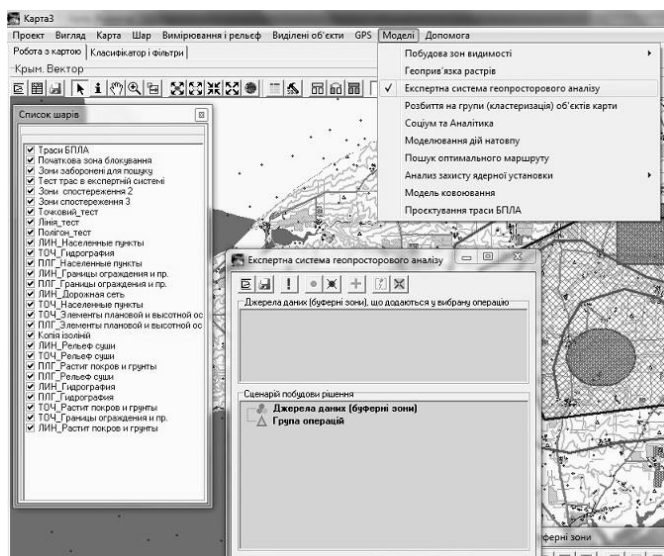 Карта3
Проект Вигляд Карта Шар Вимірювання і рельєф Виділені об'єкти GPS Моделі Допомога
Робота з картою Класифікатор і фільтри
Крым. Вектор
Побудова зон видимості
Геоприв'язка растрів
Експертна система геопросторового аналізу
Розбиття на групи (кластеризація) об'єктів карти
Соціум та Аналітика
Моделювання дій натовпу
Пошук оптимального маршруту
Анализ захисту ядерної установки
Модель ковоювання
Проєктування траси БПЛА
Список шарів
Траси БПЛА
Початкова зона блокування
Зони заборонені для пошуку
Тест трас в експертній системі
Зони спостереження 2
Зони спостереження 3
Точковий_тест
Лінія_тест
Полігон_тест
ЛИН_Населенные пункты
ТОЧ_Гидрография
ПЛГ_Населенные пункты
ЛИН_Границы ограждения и пр.
ПЛГ_Границы ограждения и пр.
ЛИН_Дорожная сеть
ТОЧ_Населенные пункты
ТОЧ_Элементы плановой и высотной ос
ПЛГ_Элементы плановой и высотной ос
Копія ізоліній
ЛИН_Рельеф суши
ТОЧ_Рельеф суши
ПЛГ_Растит покров и грунты
ПЛГ_Рельеф суши
ЛИН_Гидрография
ПЛГ_Гидрография
ТОЧ_Растит покров и грунты
ТОЧ_Границы ограждения и пр.
ЛИН_Растит покров и грунты
Експертна система геопросторового аналізу
Джерела даних (буферні зони), що додаються у вибрану операцію
Сценарій побудови рішення
Джерела даних (буферні зони)
Група операцій
ферні зони